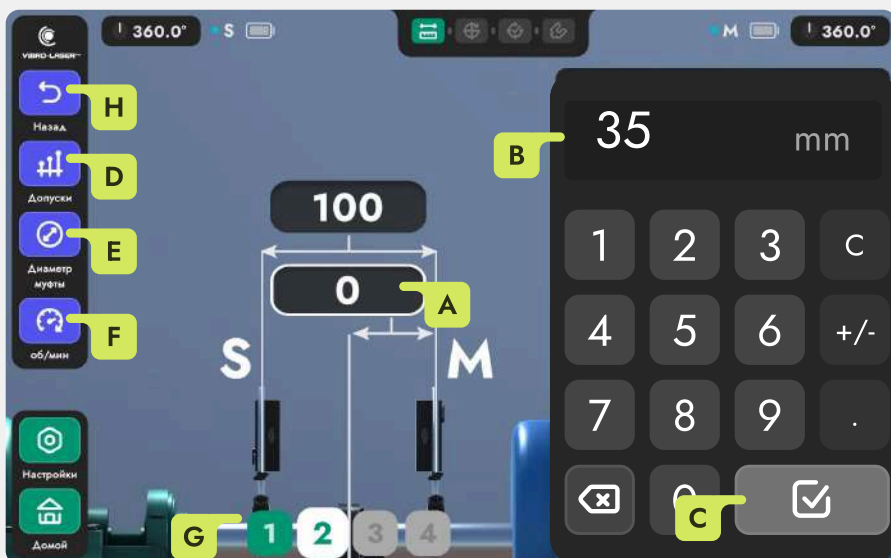 VIBRO-LASER™
360.0°
S
M
360.0°
Назад
H
Допуски
D
Диаметр
муфты
E
об/мин
F
Настройки
Домой
100
0
A
S
M
G
1
2
3
4
B
35
mm
1
2
3
C
4
5
6
+/-
7
8
9
.
0
C